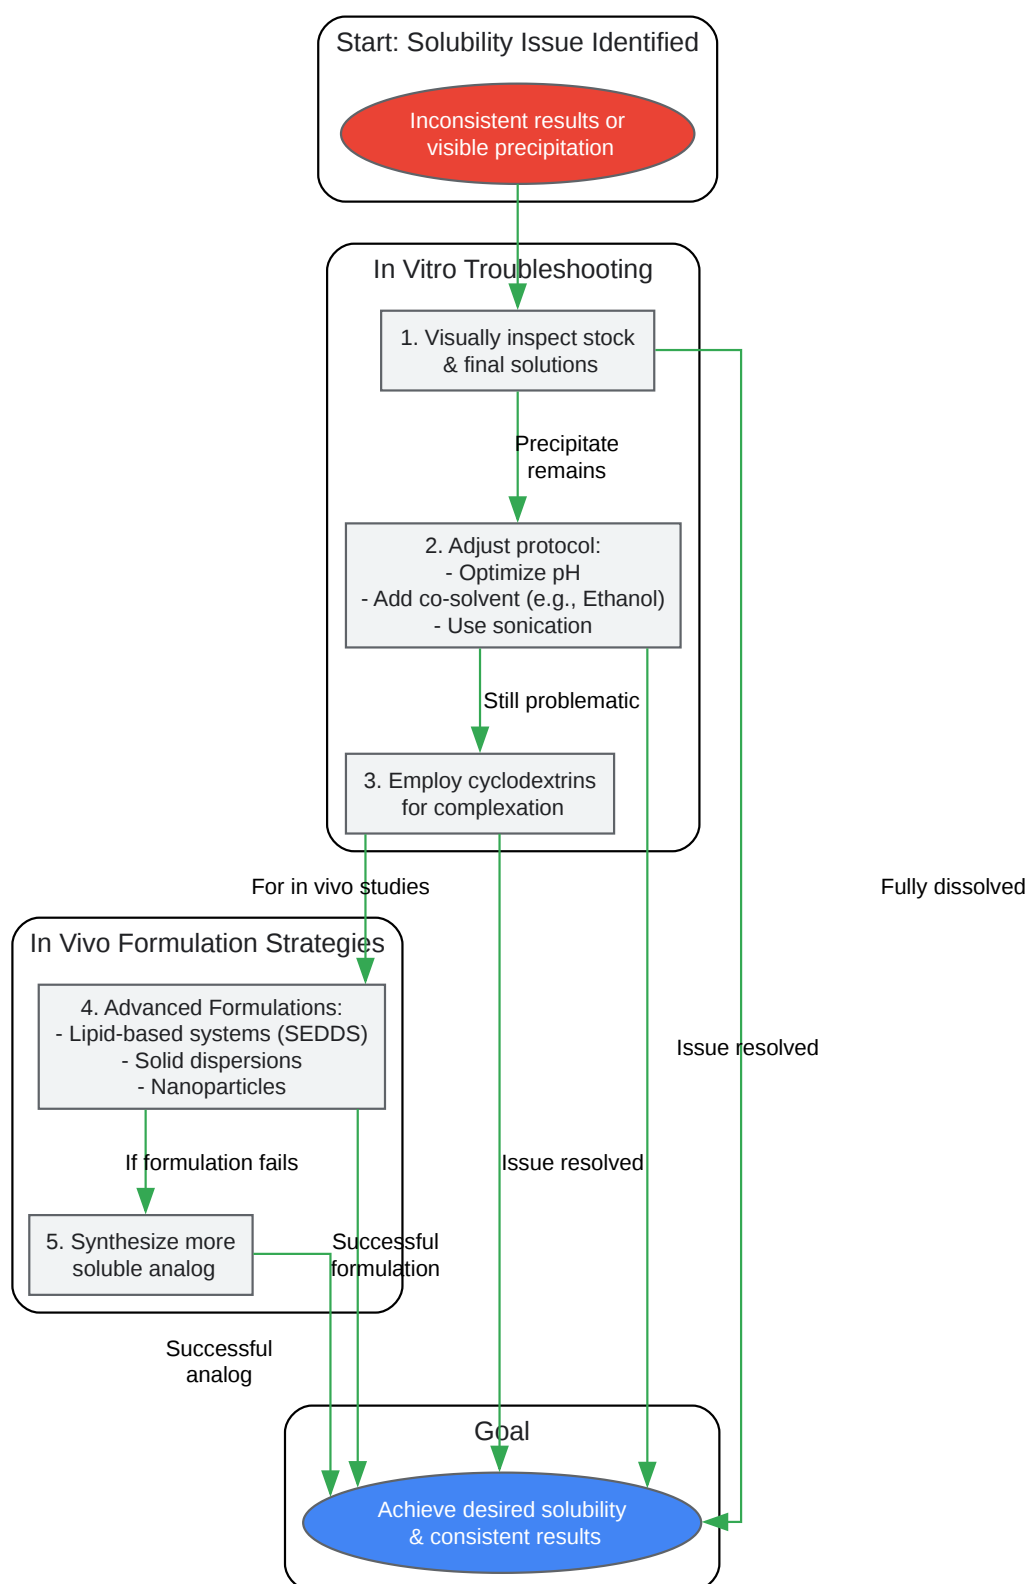 Start: Solubility Issue Identified
Inconsistent results or
visible precipitation
In Vitro Troubleshooting
1. Visually inspect stock
& final solutions
Precipitate
remains
2. Adjust protocol:
- Optimize pH
- Add co-solvent (e.g., Ethanol)
- Use sonication
Still problematic
3. Employ cyclodextrins
for complexation
For in vivo studies
Fully dissolved
In Vivo Formulation Strategies
4. Advanced Formulations:
- Lipid-based systems (SEDDS)
- Solid dispersions
- Nanoparticles
Issue resolved
If formulation fails
Issue resolved
5. Synthesize more
soluble analog
Successful
formulation
Successful
analog
Goal
Achieve desired solubility
& consistent results